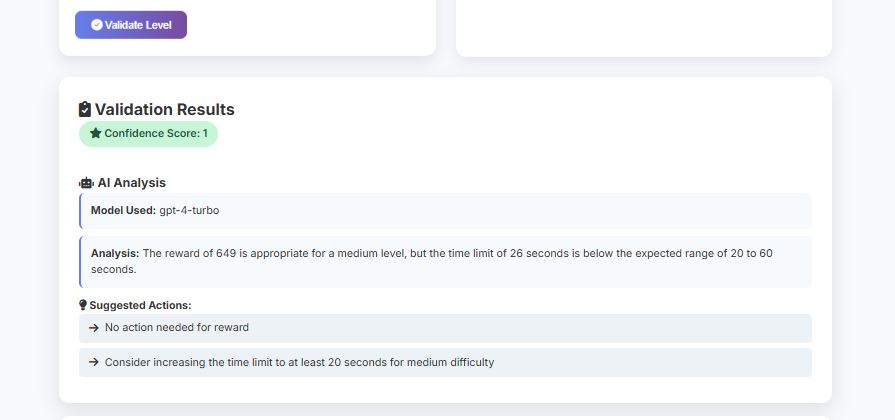 Validate Level
Validation Results
Confidence Score: 1
AI Analysis
Model Used: gpt-4-turbo
Analysis: The reward of 649 is appropriate for a medium level, but the time limit of 26 seconds is below the expected range of 20 to 60
seconds.
Suggested Actions:
No action needed for reward
Consider increasing the time limit to at least 20 seconds for medium difficulty